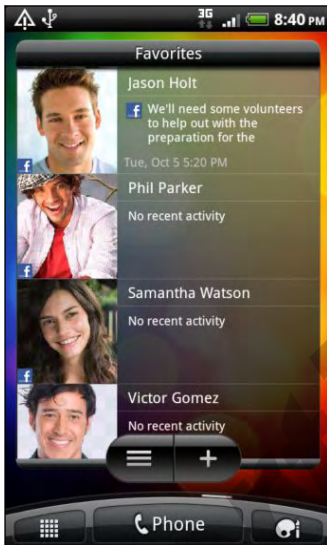 3G
8:40 PM
Favorites
Jason Holt
f We'll need some volunteers
to help out with the
preparation for the
Tue, Oct 5 5:20 PM
f
Phil Parker
No recent activity
f
Samantha Watson
No recent activity
f
Victor Gomez
No recent activity
Phone